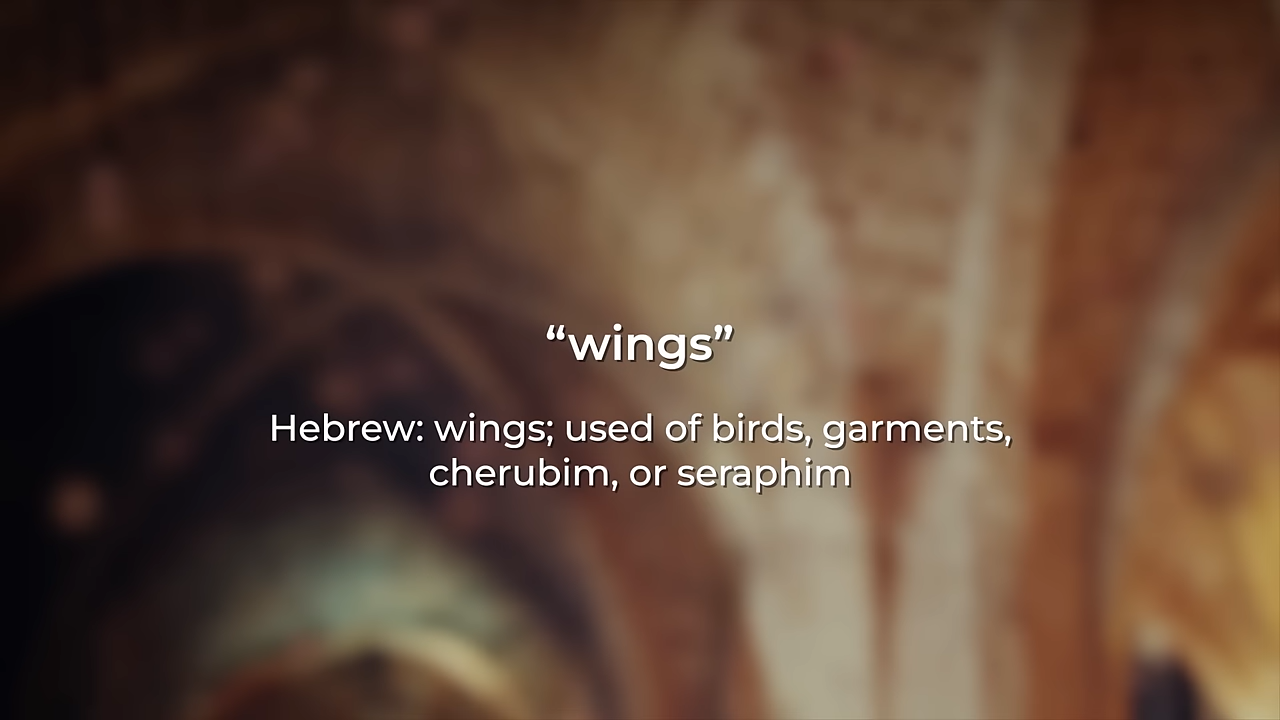 “wings”
Hebrew: wings; used of birds, garments,
cherubim, or seraphim